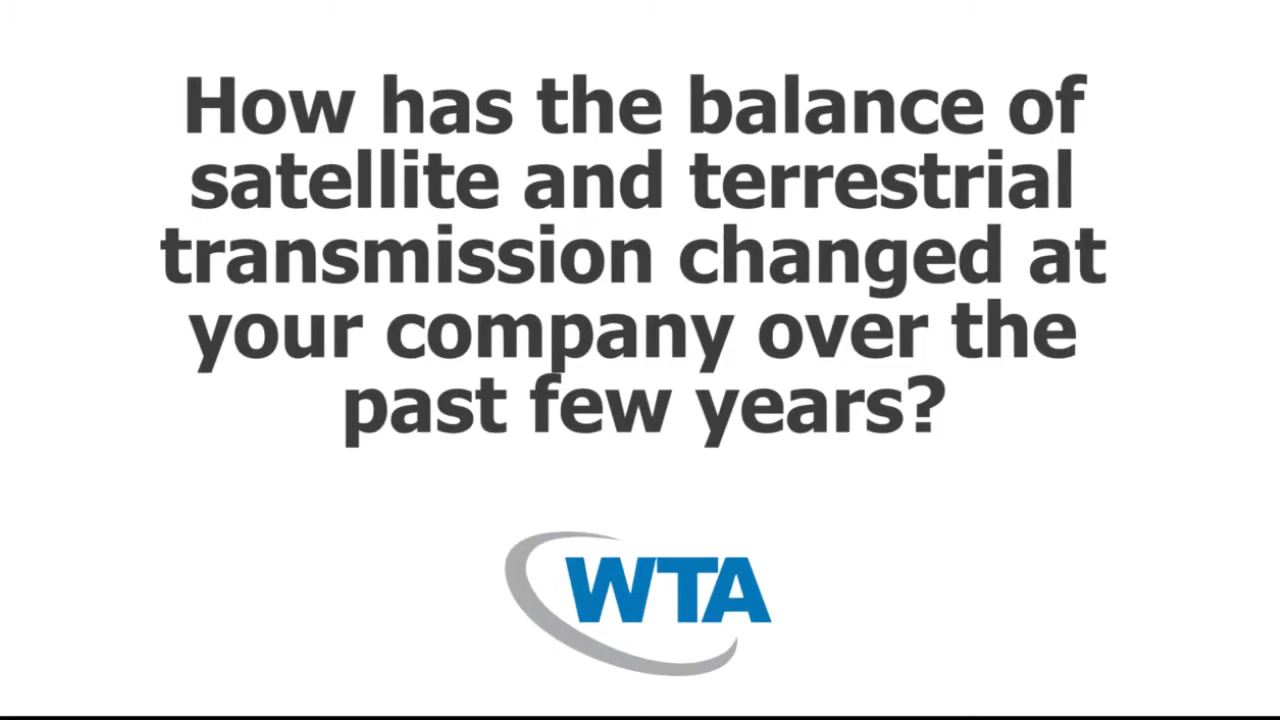 How has the balance of
satellite and terrestrial
transmission changed at
your company over the
past few years?
WTA